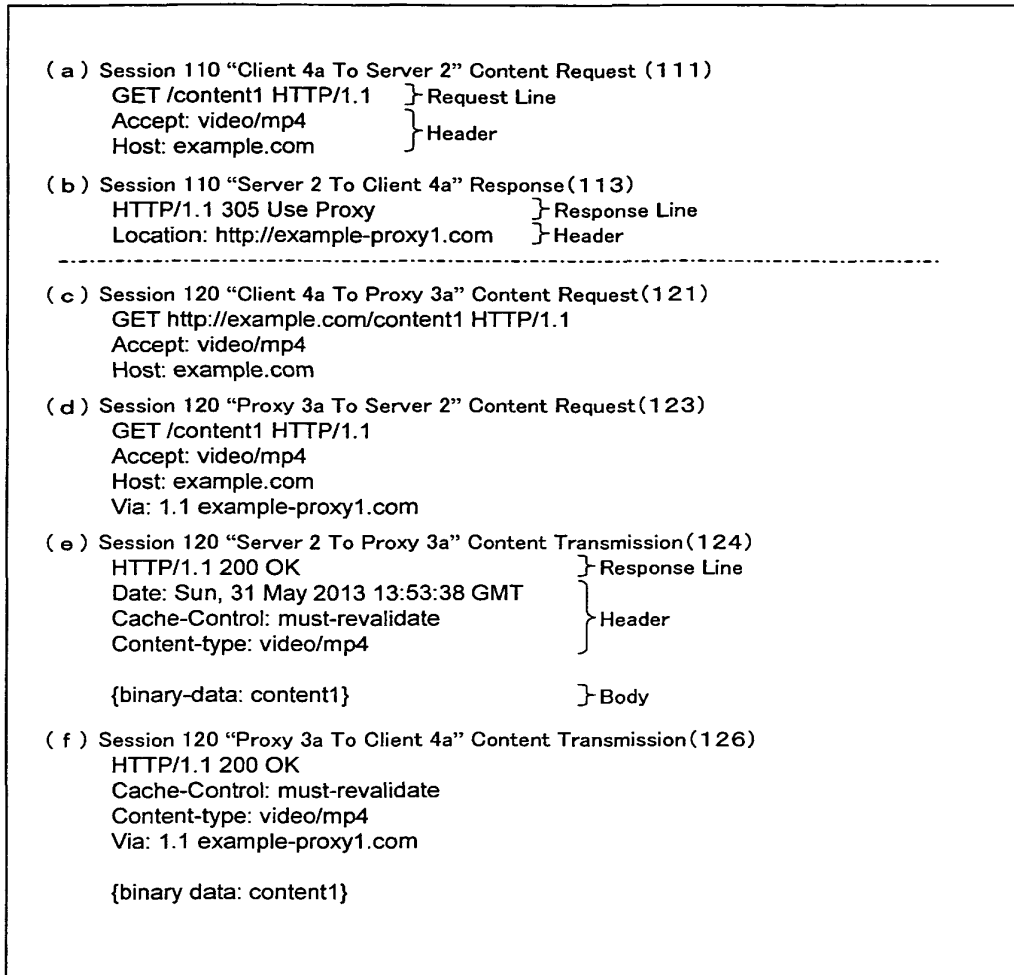 (a) Session 110 “Client 4a To Server 2” Content Request (111)
GET /content1 HTTP/1.1 Request Line
Accept: video/mp4
Header
Host: example.com
(b) Session 110 “Server 2 To Client 4a” Response(113)
HTTP/1.1 305 Use Proxy Response Line
Location: http://example-proxy1.com Header
(c) Session 120 “Client 4a To Proxy 3a” Content Request(121)
GET http://example.com/content1 HTTP/1.1
Accept: video/mp4
Host: example.com
(d) Session 120 “Proxy 3a To Server 2” Content Request(123)
GET /content1 HTTP/1.1
Accept: video/mp4
Host: example.com
Via: 1.1 example-proxy1.com
(e) Session 120 “Server 2 To Proxy 3a” Content Transmission(124)
HTTP/1.1 200 OK Response Line
Date: Sun, 31 May 2013 13:53:38 GMT
Cache-Control: must-revalidate Header
Content-type: video/mp4
{binary-data: content1} Body
(f) Session 120 “Proxy 3a To Client 4a” Content Transmission(126)
HTTP/1.1 200 OK
Cache-Control: must-revalidate
Content-type: video/mp4
Via: 1.1 example-proxy1.com
{binary data: content1}